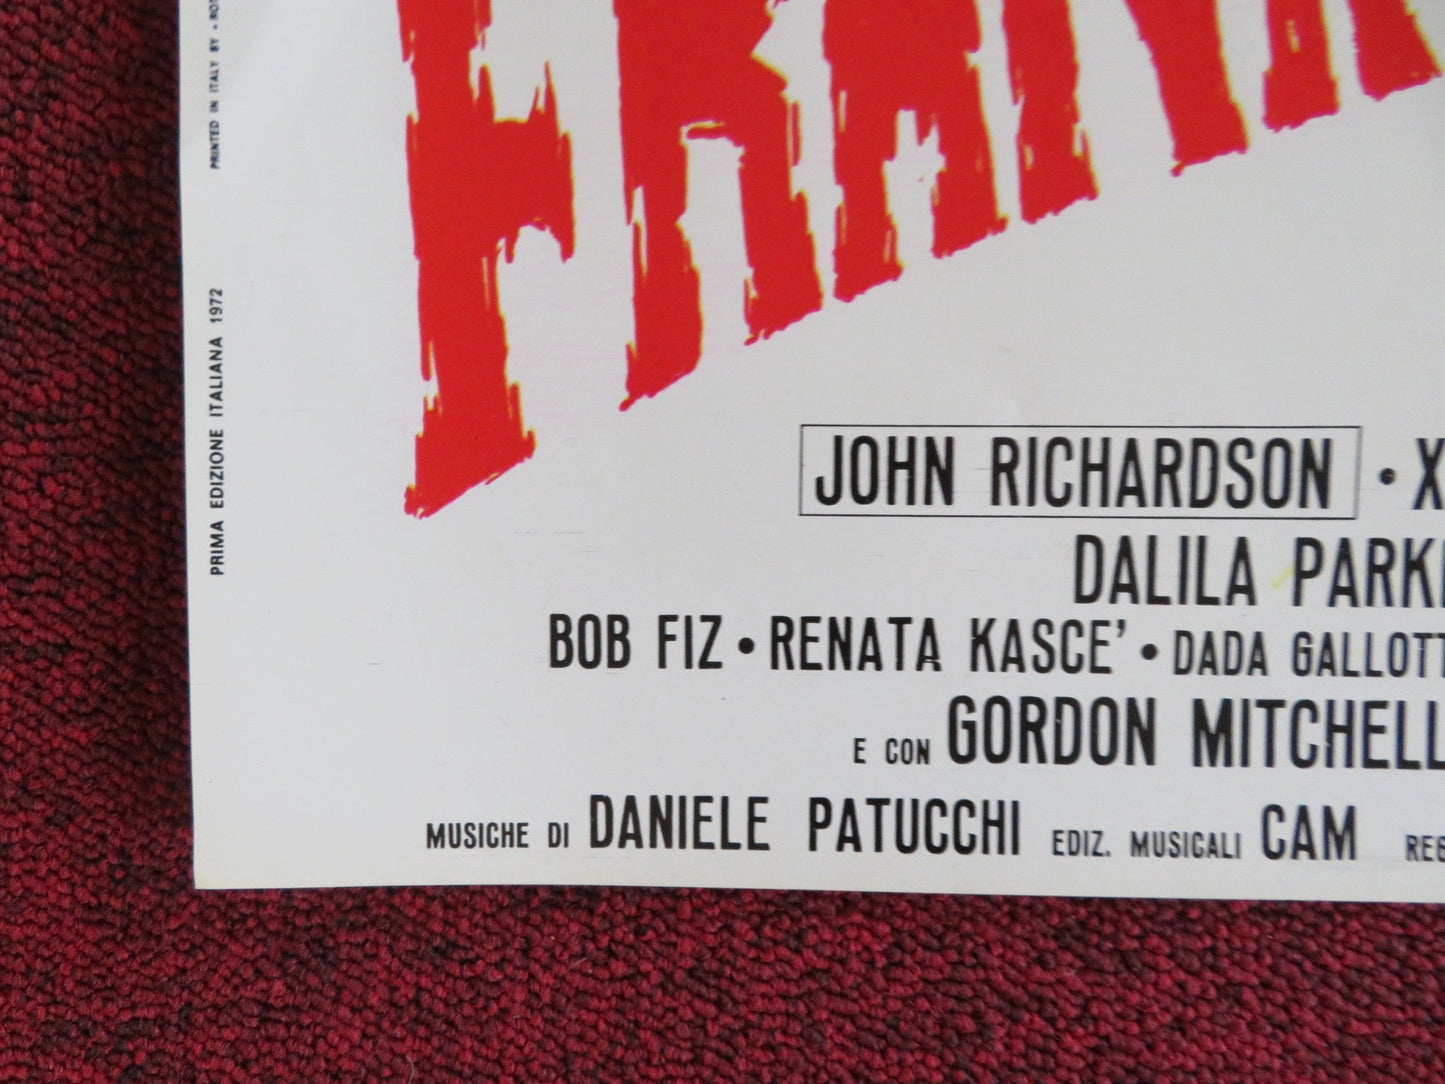 PRINTED IN ITALY BY •
PRIMA EDIZIONE ITALIANA 1972
JOHN RICHARDSON • X
DALILA PARK
BOB FIZ • RENATA KASCE' • DADA GALLOTT
E CON GORDON MITCHELL
MUSICHE DI DANIELE PATUCCHI EDIZ. MUSICALI CAM REG